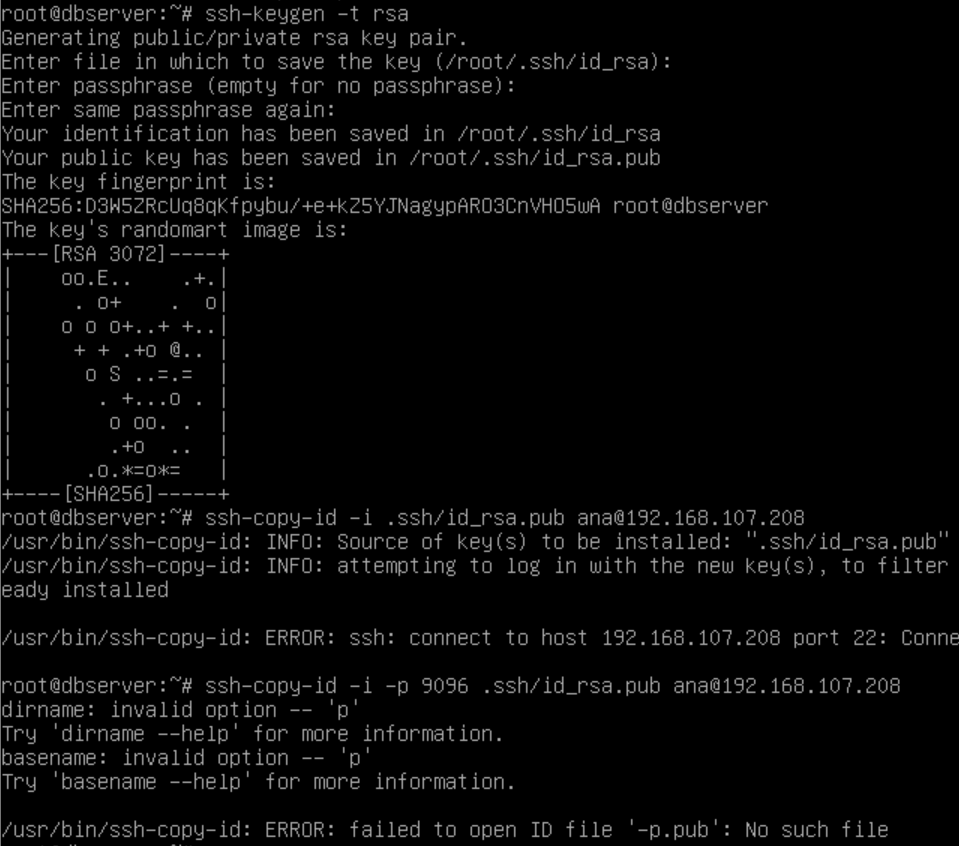 root@dbserver:~# ssh-keygen -t rsa
Generating public/private rsa key pair.
Enter file in which to save the key (/root/.ssh/id_rsa):
Enter passphrase (empty for no passphrase):
Enter same passphrase again:
Your identification has been saved in /root/.ssh/id_rsa
Your public key has been saved in /root/.ssh/id_rsa.pub
The key fingerprint is:
SHA256:D3W5ZRcUq8qKfpybu/+e+kZ5YJNagypARO3CnVHO5wA root@dbserver
The key's randomart image is:
+---[RSA 3072]----+
|    oo.E..    .+.|
|     . o+    .  o|
|    o o o+..+ +..|
|     + + .+o @.. |
|      o S ..=.=  |
|       . +...o . |
|        o oo. .  |
|        .+o  ..  |
|      .o.*=o*=   |
+----[SHA256]-----+
root@dbserver:~# ssh-copy-id -i .ssh/id_rsa.pub ana@192.168.107.208
/usr/bin/ssh-copy-id: INFO: Source of key(s) to be installed: ".ssh/id_rsa.pub"
/usr/bin/ssh-copy-id: INFO: attempting to log in with the new key(s), to filter
eady installed
/usr/bin/ssh-copy-id: ERROR: ssh: connect to host 192.168.107.208 port 22: Conne
root@dbserver:~# ssh-copy-id -i -p 9096 .ssh/id_rsa.pub ana@192.168.107.208
dirname: invalid option -- 'p'
Try 'dirname --help' for more information.
basename: invalid option -- 'p'
Try 'basename --help' for more information.
/usr/bin/ssh-copy-id: ERROR: failed to open ID file '-p.pub': No such file